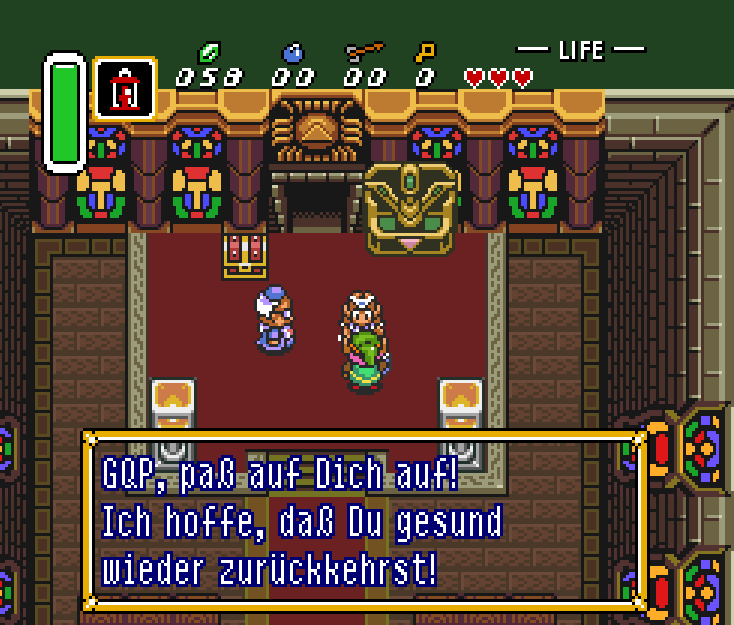 LIFE
058 00 00 0
GQP, paß auf Dich auf!
Ich hoffe, daß Du gesund
wieder zurückkehrst!